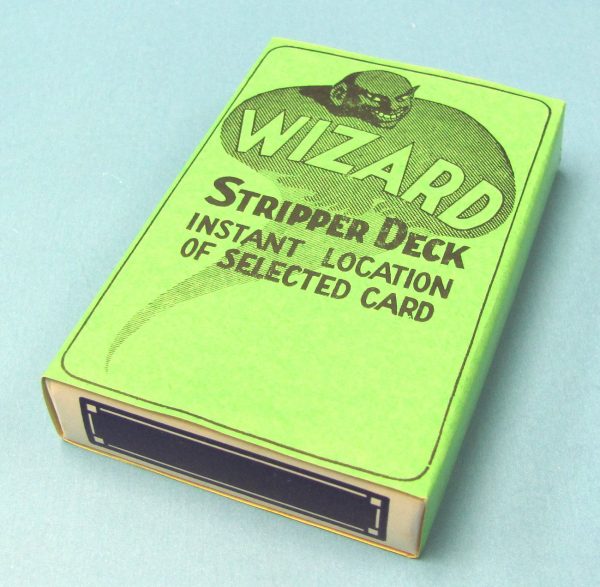 WIZARD
STRIPPER DECK
INSTANT LOCATION
OF SELECTED CARD